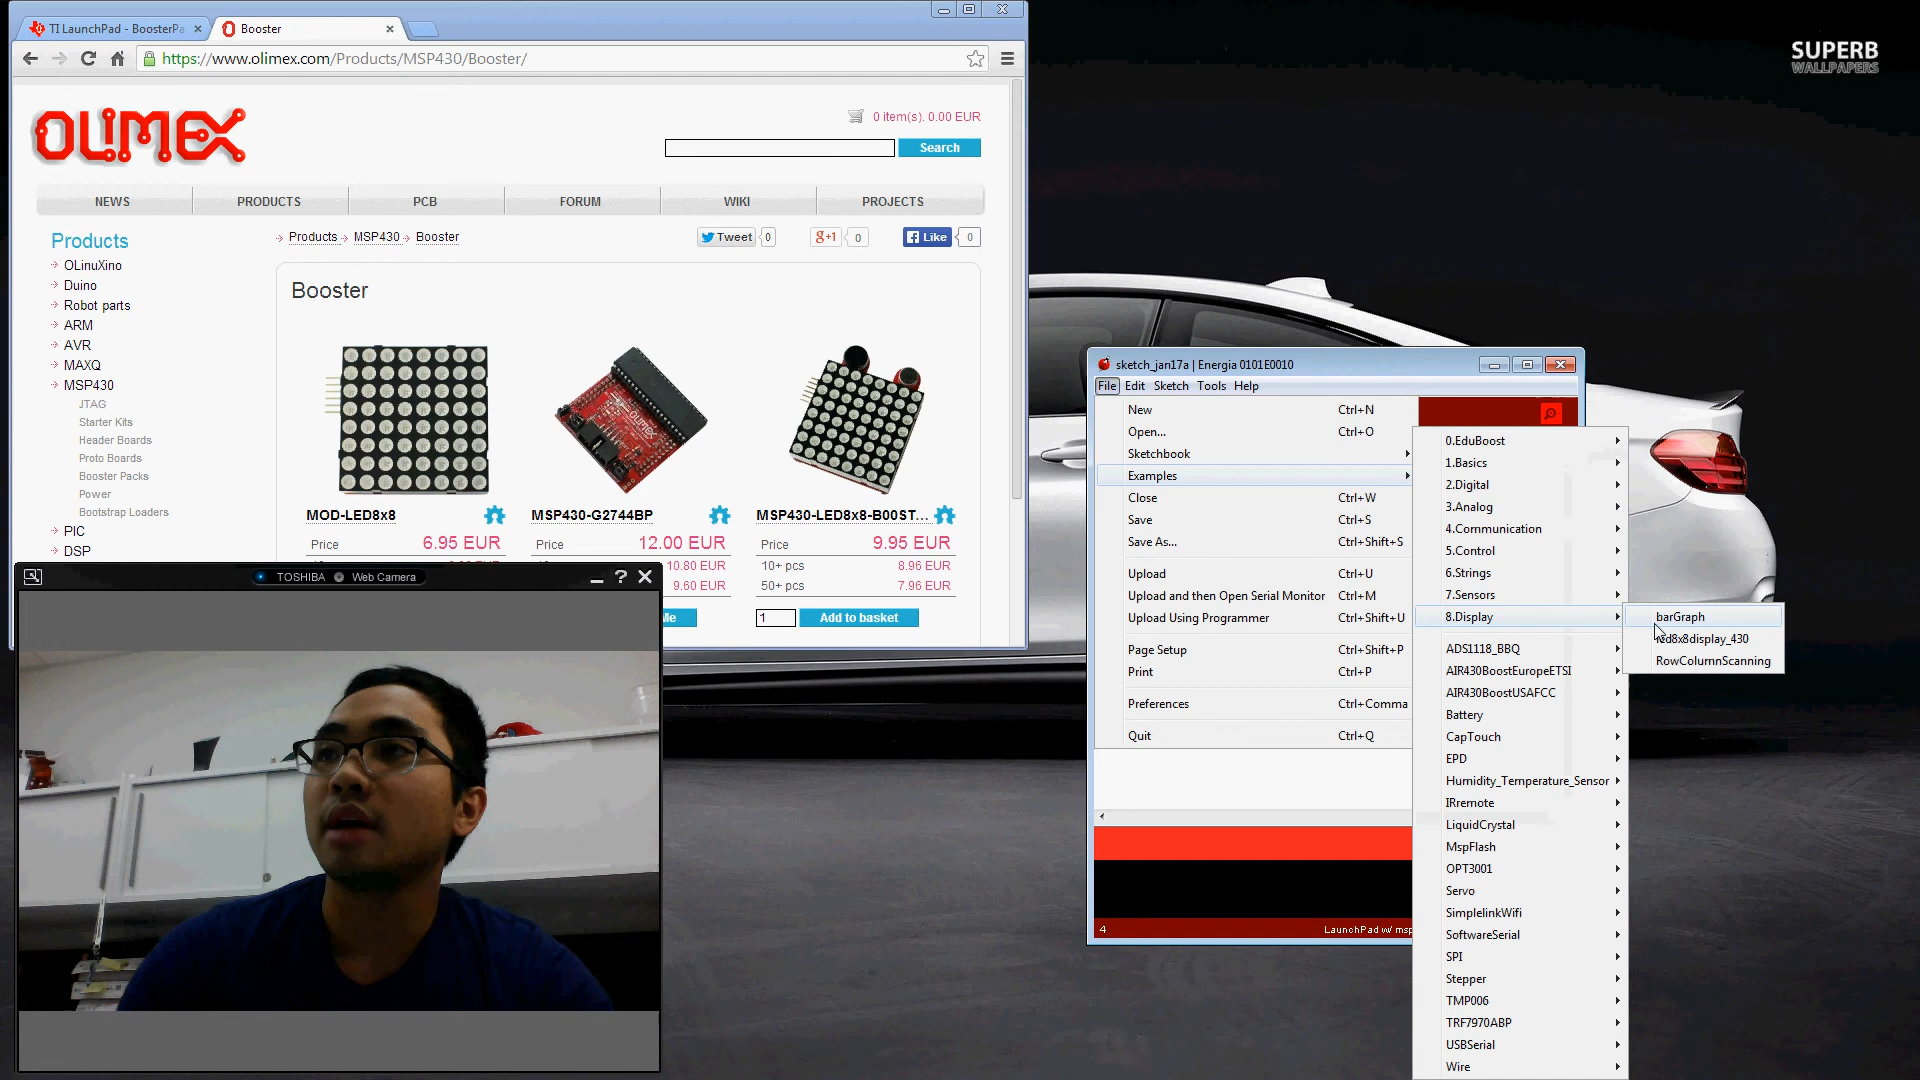 TI LaunchPad - BoosterPa
Booster
https://www.olimex.com/Products/MSP430/Booster/
OLIMEX
0 item(s). 0.00 EUR
Search
NEWS
PRODUCTS
PCB
FORUM
WIKI
PROJECTS
Products
OLinuXino
Duino
Robot parts
ARM
AVR
MAXQ
MSP430
JTAG
Starter Kits
Header Boards
Proto Boards
Booster Packs
Power
Bootstrap Loaders
PIC
DSP
Products
MSP430
Booster
Tweet 0
g+1 0
Like 0
Booster
MOD-LED8x8
Price 6.95 EUR
MSP430-G2744BP
Price 12.00 EUR
10.80 EUR
9.60 EUR
MSP430-LED8x8-B00ST...
Price 9.95 EUR
10+ pcs 8.96 EUR
50+ pcs 7.96 EUR
1 Add to basket
TOSHIBA Web Camera
SUPERB
WALLPAPERS
sketch_jan17a | Energia 0101E0010
File Edit Sketch Tools Help
New Ctrl+N
Open... Ctrl+O
Sketchbook
Examples
Close Ctrl+W
Save Ctrl+S
Save As... Ctrl+Shift+S
Upload Ctrl+U
Upload and then Open Serial Monitor Ctrl+M
Upload Using Programmer Ctrl+Shift+U
Page Setup Ctrl+Shift+P
Print Ctrl+P
Preferences Ctrl+Comma
Quit Ctrl+Q
4 LaunchPad w/ msp
0.EduBoost
1.Basics
2.Digital
3.Analog
4.Communication
5.Control
6.Strings
7.Sensors
8.Display
ADS1118_BBQ
AIR430BoostEuropeETSI
AIR430BoostUSAFCC
Battery
CapTouch
EPD
Humidity_Temperature_Sensor
IRremote
LiquidCrystal
MspFlash
OPT3001
Servo
SimplelinkWifi
SoftwareSerial
SPI
Stepper
TMP006
TRF7970ABP
USBSerial
Wire
barGraph
led8x8display_430
RowColumnScanning